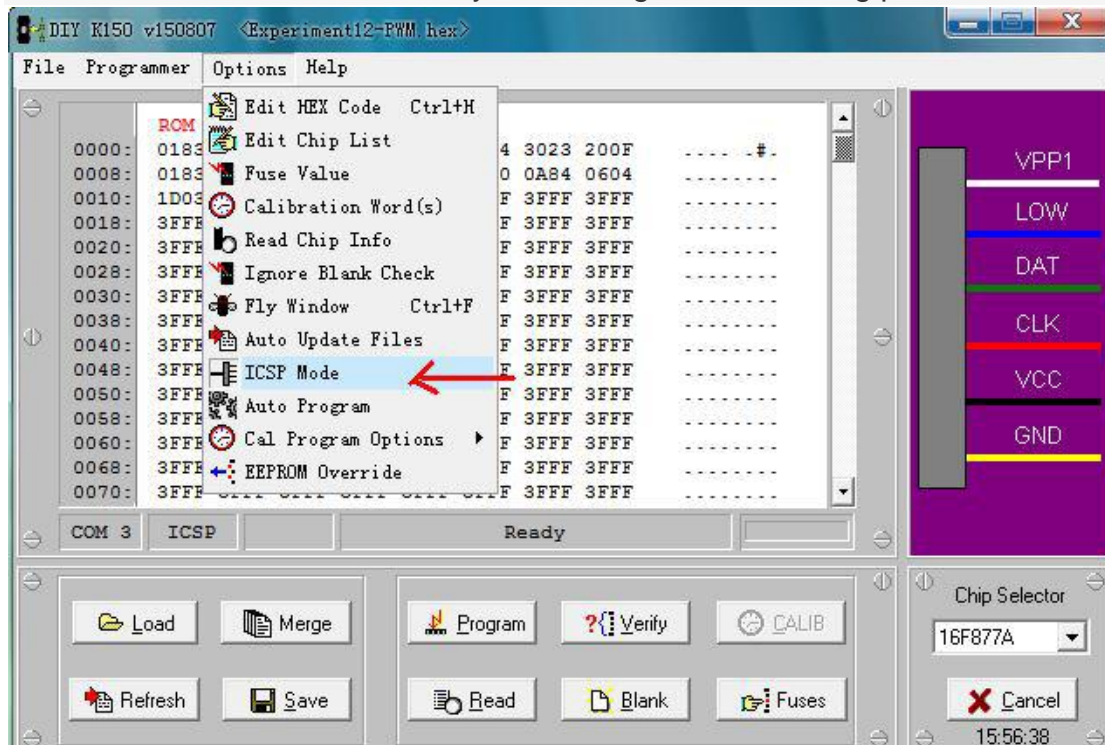 DIY K150 v150807 <Experiment12-PWM.hex>
File Programmer Options Help
Edit HEX Code Ctrl+H
Edit Chip List
Fuse Value
Calibration Word(s)
Read Chip Info
Ignore Blank Check
Fly Window Ctrl+F
Auto Update Files
ICSP Mode
Auto Program
Cal Program Options
EEPROM Override
ROM
0000: 0183 4 3023 200F .... .#.
0008: 0183 0 0A84 0604 ........
0010: 1D03 F 3FFF 3FFF ........
0018: 3FFF F 3FFF 3FFF ........
0020: 3FFF F 3FFF 3FFF ........
0028: 3FFF F 3FFF 3FFF ........
0030: 3FFF F 3FFF 3FFF ........
0038: 3FFF F 3FFF 3FFF ........
0040: 3FFF F 3FFF 3FFF ........
0048: 3FFF F 3FFF 3FFF ........
0050: 3FFF F 3FFF 3FFF ........
0058: 3FFF F 3FFF 3FFF ........
0060: 3FFF F 3FFF 3FFF ........
0068: 3FFF F 3FFF 3FFF ........
0070: 3FFF 3FFF 3FFF ........
COM 3 ICSP Ready
VPP1
LOW
DAT
CLK
VCC
GND
Load Merge Program Verify CALIB
Refresh Save Read Blank Fuses
Chip Selector
16F877A
Cancel
15:56:38